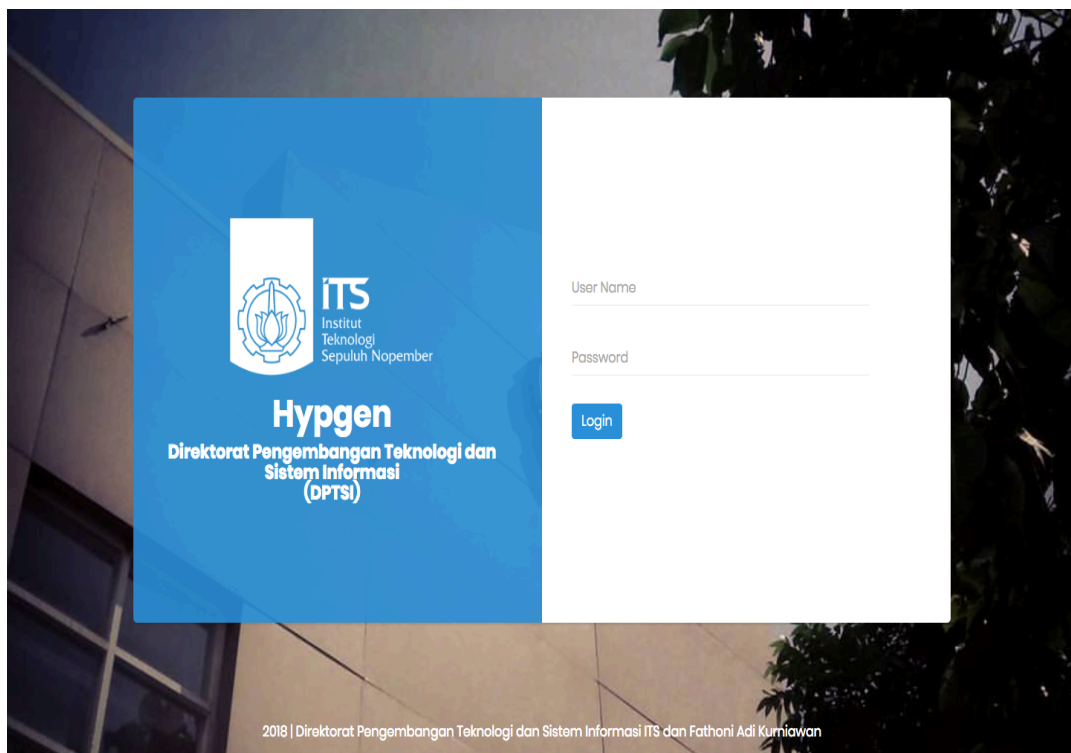 iTS
Institut
Teknologi
Sepuluh Nopember
Hypgen
Direktorat Pengembangan Teknologi dan
Sistem Informasi
(DPTSI)
User Name
Password
Login
2018 | Direktorat Pengembangan Teknologi dan Sistem Informasi ITS dan Fathoni Adi Kurniawan